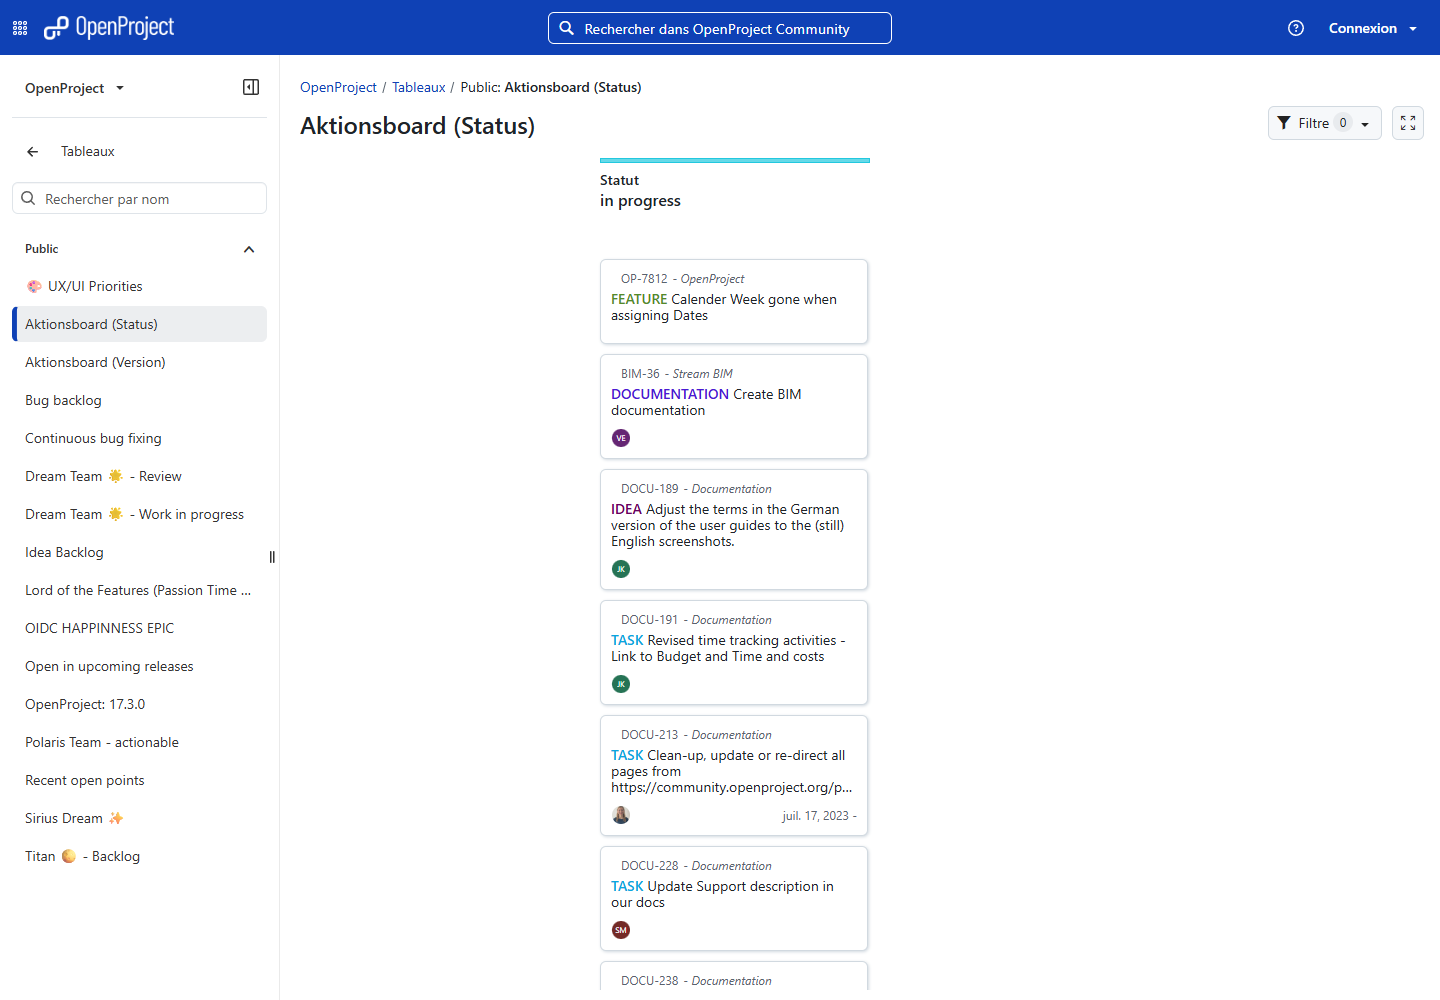 OpenProject
Rechercher dans OpenProject Community
Connexion
OpenProject
Tableaux
Rechercher par nom
Public
UX/UI Priorities
Aktionsboard (Status)
Aktionsboard (Version)
Bug backlog
Continuous bug fixing
Dream Team 🌟 - Review
Dream Team 🌟 - Work in progress
Idea Backlog
Lord of the Features (Passion Time ...
OIDC HAPPINNESS EPIC
Open in upcoming releases
OpenProject: 17.3.0
Polaris Team - actionable
Recent open points
Sirius Dream ✨
Titan 🌕 - Backlog
OpenProject / Tableaux / Public: Aktionsboard (Status)
Aktionsboard (Status)
Filtre 0
Statut
in progress
OP-7812 - OpenProject
FEATURE Calender Week gone when
assigning Dates
BIM-36 - Stream BIM
DOCUMENTATION Create BIM
documentation
VE
DOCU-189 - Documentation
IDEA Adjust the terms in the German
version of the user guides to the (still)
English screenshots.
JK
DOCU-191 - Documentation
TASK Revised time tracking activities -
Link to Budget and Time and costs
JK
DOCU-213 - Documentation
TASK Clean-up, update or re-direct all
pages from
https://community.openproject.org/p...
juil. 17, 2023 -
DOCU-228 - Documentation
TASK Update Support description in
our docs
SM
DOCU-238 - Documentation